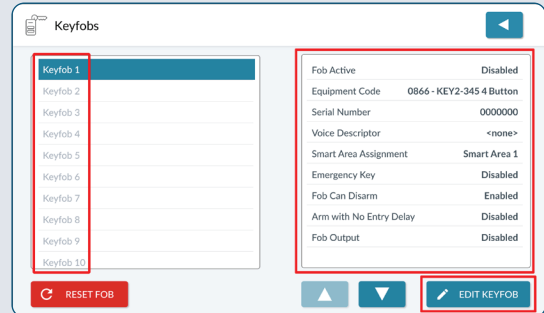 Keyfobs
Keyfob 1
Keyfob 2
Keyfob 3
Keyfob 4
Keyfob 5
Keyfob 6
Keyfob 7
Keyfob 8
Keyfob 9
Keyfob 10
Fob Active Disabled
Equipment Code 0866 - KEY2-345 4 Button
Serial Number 0000000
Voice Descriptor <none>
Smart Area Assignment Smart Area 1
Emergency Key Disabled
Fob Can Disarm Enabled
Arm with No Entry Delay Disabled
Fob Output Disabled
RESET FOB
EDIT KEYFOB